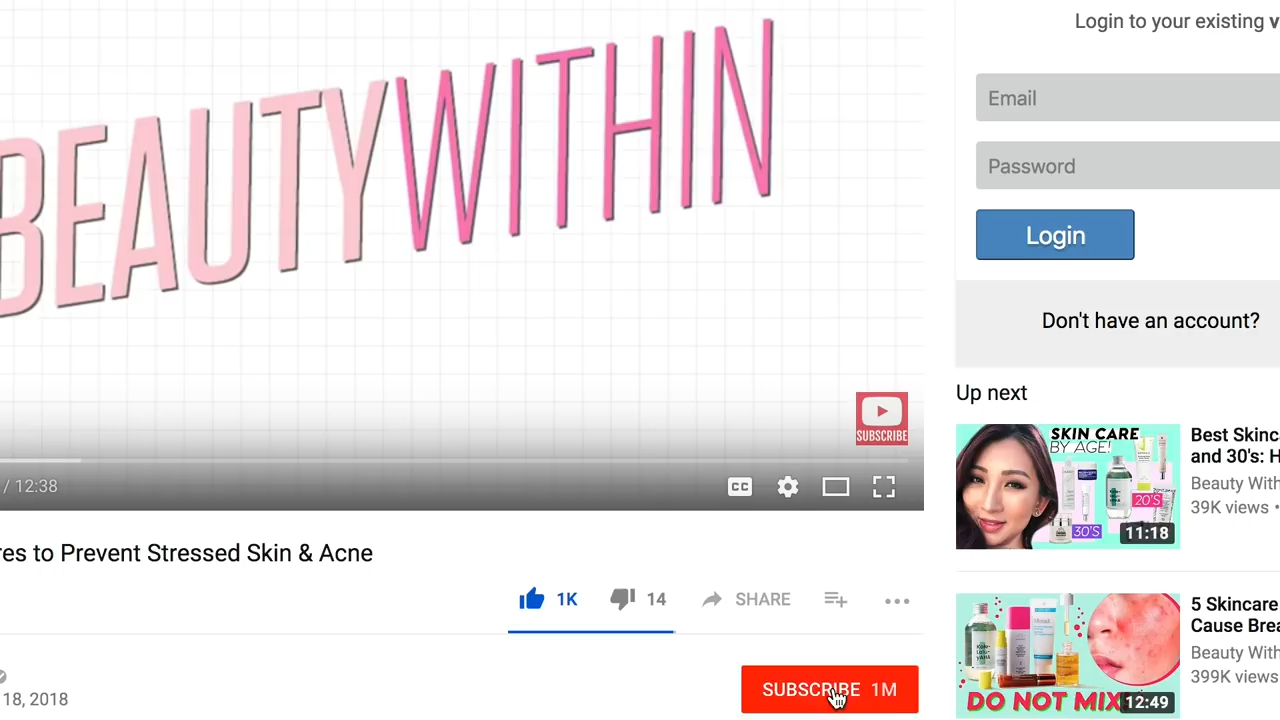 BEAUTYWITHIN
SUBSCRIBE
/ 12:38
CC
res to Prevent Stressed Skin & Acne
1K
14
SHARE
18, 2018
SUBSCRIBE 1M
Login to your existing v
Email
Password
Login
Don't have an account?
Up next
SKIN CARE
BY AGE!
20'S
30'S
11:18
Best Skinc
and 30's: H
Beauty With
39K views •
DO NOT MIX
12:49
5 Skincare
Cause Brea
Beauty With
399K views